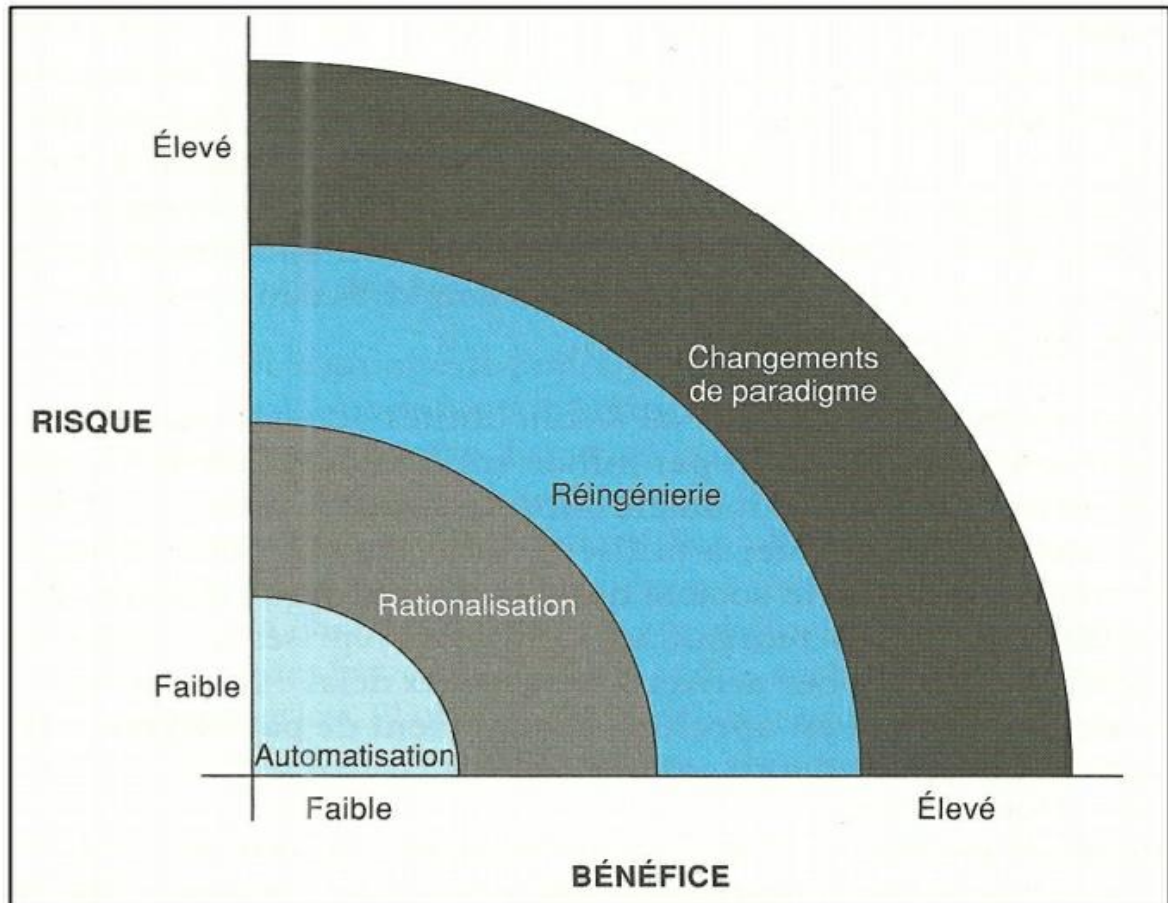 Élevé
Changements
de paradigme
RISQUE
Réingénierie
Rationalisation
Faible
Automatisation
Faible
Élevé
BÉNÉFICE